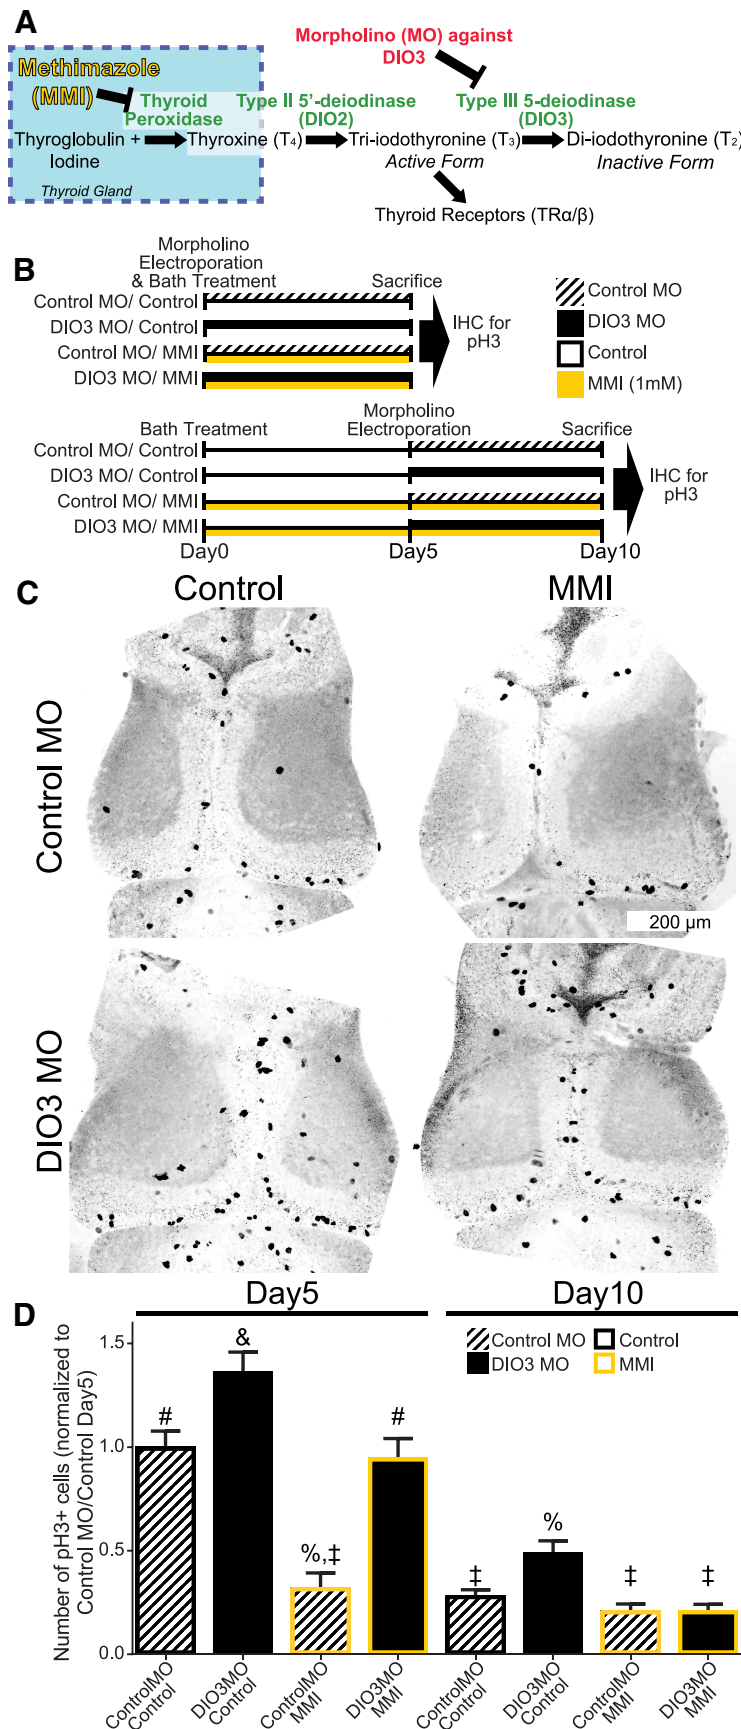 A
Morpholino (MO) against
DIO3
Methimazole
(MMI)
Thyroid
Peroxidase
Type II 5'-deiodinase
(DIO2)
Type III 5-deiodinase
(DIO3)
Thyroglobulin +
Iodine
Thyroxine (T4)
Tri-iodothyronine (T3)
Active Form
Di-iodothyronine (T2)
Inactive Form
Thyroid Gland
Thyroid Receptors (TRα/β)
B
Morpholino
Electroporation
& Bath Treatment
Sacrifice
Control MO/ Control
DIO3 MO/ Control
Control MO/ MMI
DIO3 MO/ MMI
IHC for
pH3
Control MO
DIO3 MO
Control
MMI (1mM)
Bath Treatment
Morpholino
Electroporation
Sacrifice
Control MO/ Control
DIO3 MO/ Control
Control MO/ MMI
DIO3 MO/ MMI
IHC for
pH3
Day0
Day5
Day10
C
Control
MMI
Control MO
200 µm
DIO3 MO
D
Day5
Day10
Number of pH3+ cells (normalized to
Control MO/Control Day5)
1.5
1.0
0.5
0.0
#
&
%,‡
#
‡
%
‡
‡
Control MO
Control
DIO3 MO
MMI
ControlMO
Control
DIO3MO
Control
ControlMO
MMI
DIO3MO
MMI
ControlMO
Control
DIO3MO
Control
ControlMO
MMI
DIO3MO
MMI